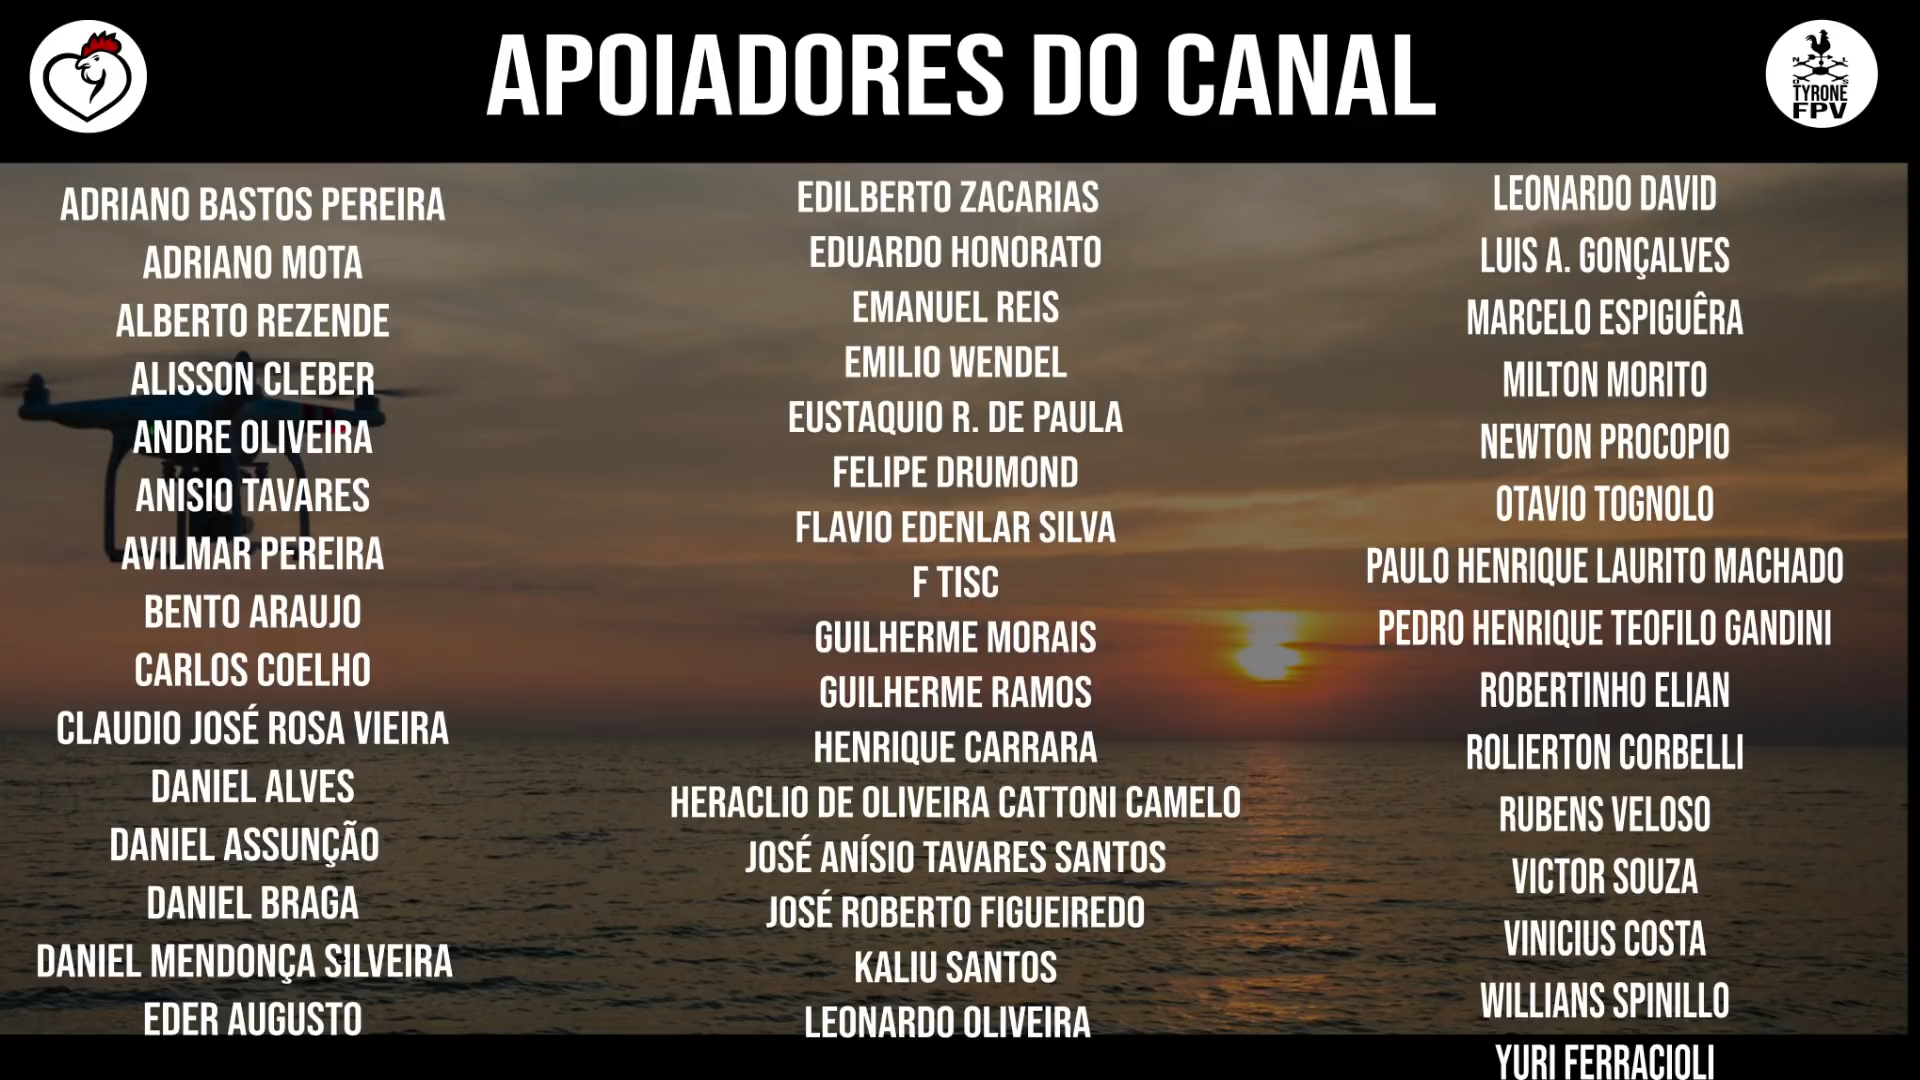 APOIADORES DO CANAL
N L
O S
TYRONE
FPV
ADRIANO BASTOS PEREIRA
ADRIANO MOTA
ALBERTO REZENDE
ALISSON CLEBER
ANDRE OLIVEIRA
ANISIO TAVARES
AVILMAR PEREIRA
BENTO ARAUJO
CARLOS COELHO
CLAUDIO JOSÉ ROSA VIEIRA
DANIEL ALVES
DANIEL ASSUNÇÃO
DANIEL BRAGA
DANIEL MENDONÇA SILVEIRA
EDER AUGUSTO
EDILBERTO ZACARIAS
EDUARDO HONORATO
EMANUEL REIS
EMILIO WENDEL
EUSTAQUIO R. DE PAULA
FELIPE DRUMOND
FLAVIO EDENLAR SILVA
F TISC
GUILHERME MORAIS
GUILHERME RAMOS
HENRIQUE CARRARA
HERACLIO DE OLIVEIRA CATTONI CAMELO
JOSÉ ANÍSIO TAVARES SANTOS
JOSÉ ROBERTO FIGUEIREDO
KALIU SANTOS
LEONARDO OLIVEIRA
LEONARDO DAVID
LUIS A. GONÇALVES
MARCELO ESPIGUÊRA
MILTON MORITO
NEWTON PROCOPIO
OTAVIO TOGNOLO
PAULO HENRIQUE LAURITO MACHADO
PEDRO HENRIQUE TEOFILO GANDINI
ROBERTINHO ELIAN
ROLIERTON CORBELLI
RUBENS VELOSO
VICTOR SOUZA
VINICIUS COSTA
WILLIANS SPINILLO
YURI FERRACIOLI